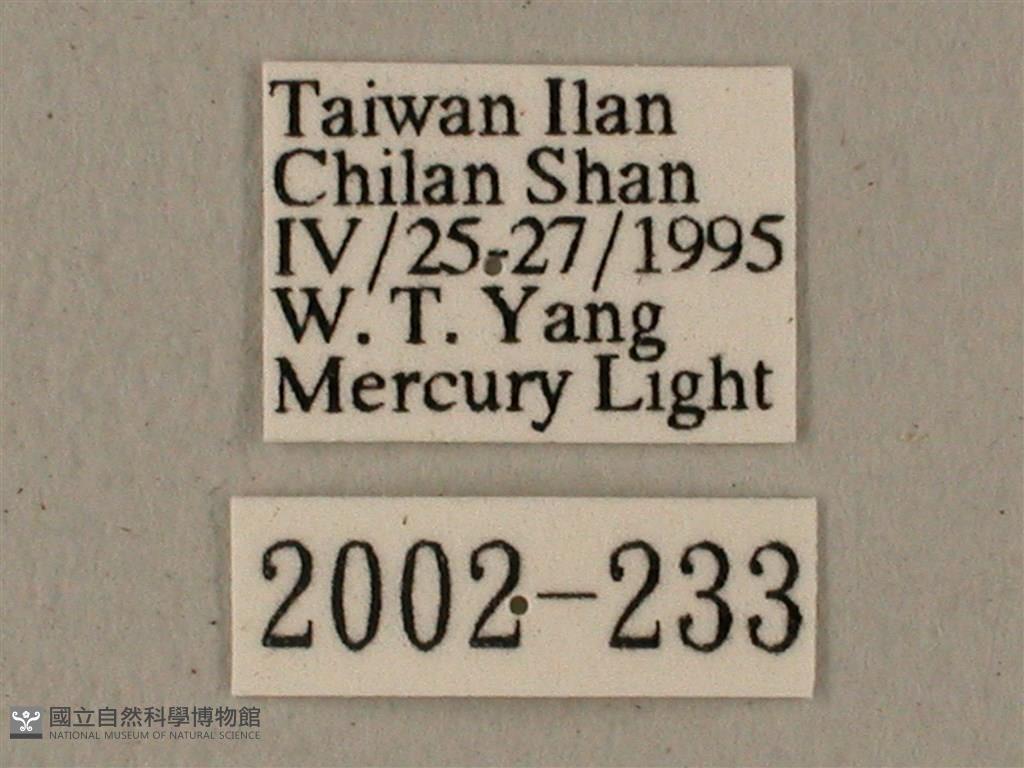 Taiwan Ilan
Chilan Shan
IV/25-27/1995
W. T. Yang
Mercury Light
2002-233
國立自然科學博物館
NATIONAL MUSEUM OF NATURAL SCIENCE